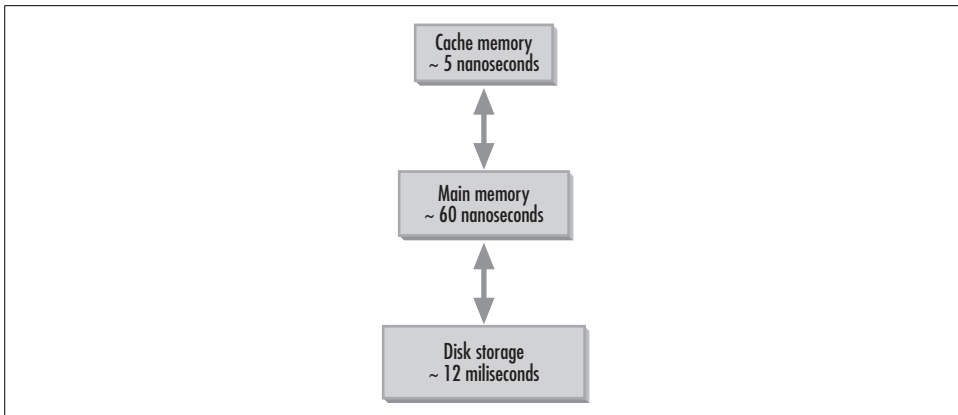 Cache memory
~ 5 nanoseconds
Main memory
~ 60 nanoseconds
Disk storage
~ 12 miliseconds